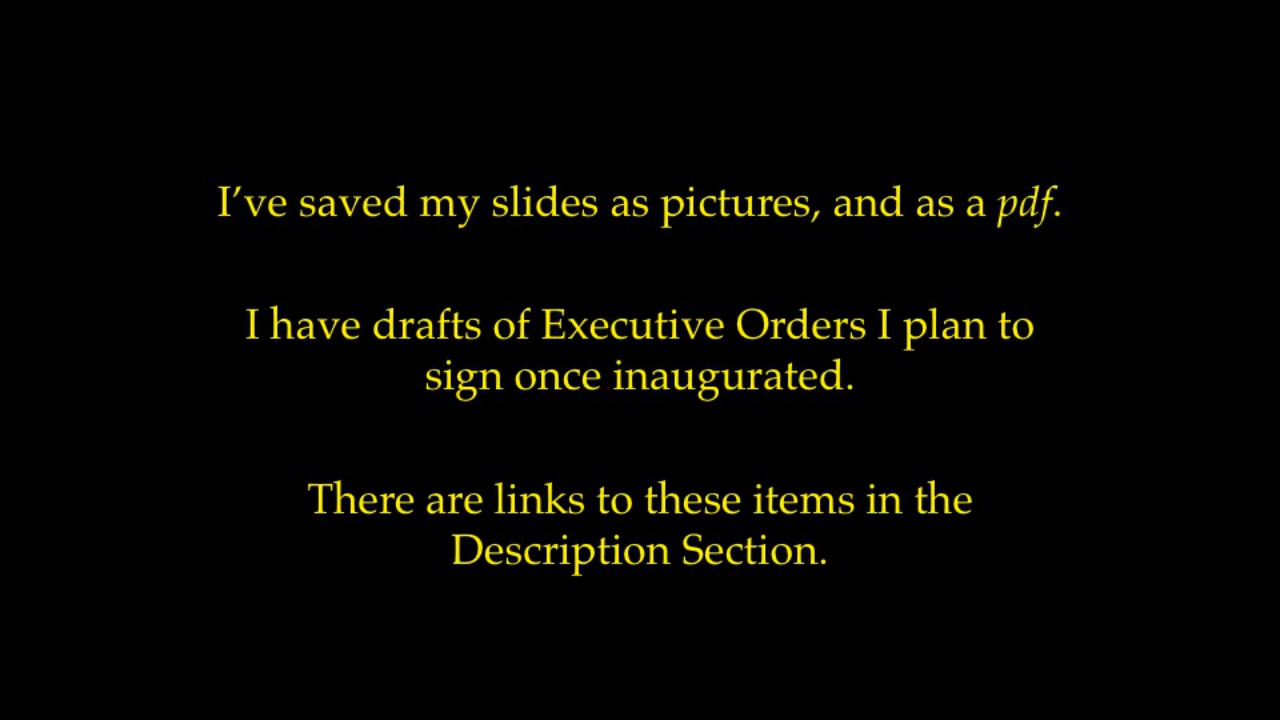 I’ve saved my slides as pictures, and as a pdf.
I have drafts of Executive Orders I plan to
sign once inaugurated.
There are links to these items in the
Description Section.